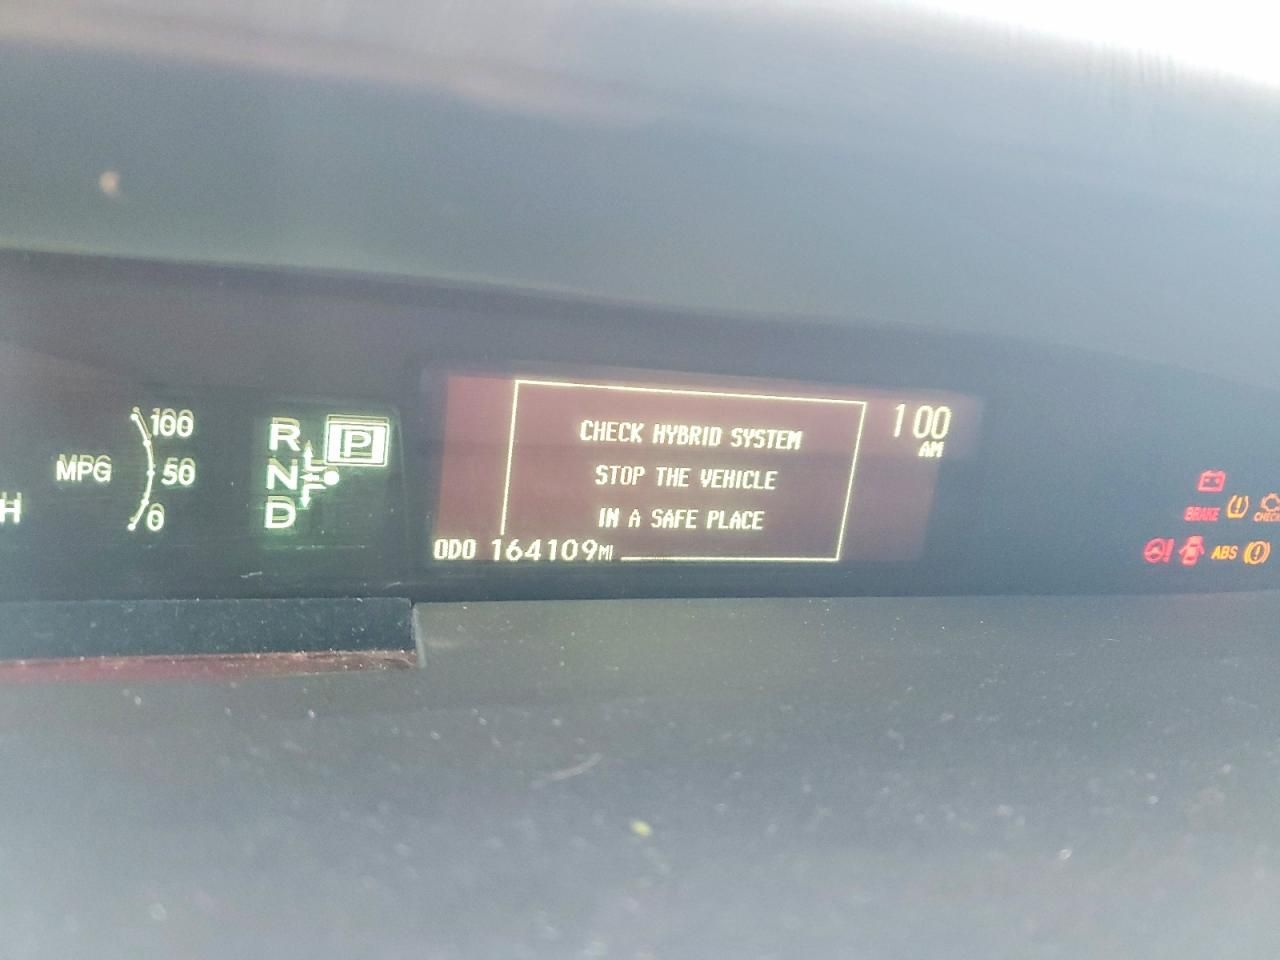 MPG
100
50
0
H
R
N
D
P
CHECK HYBRID SYSTEM
STOP THE VEHICLE
IN A SAFE PLACE
ODO 164109MI
1 00
AM
BRAKE
CHECK
ABS